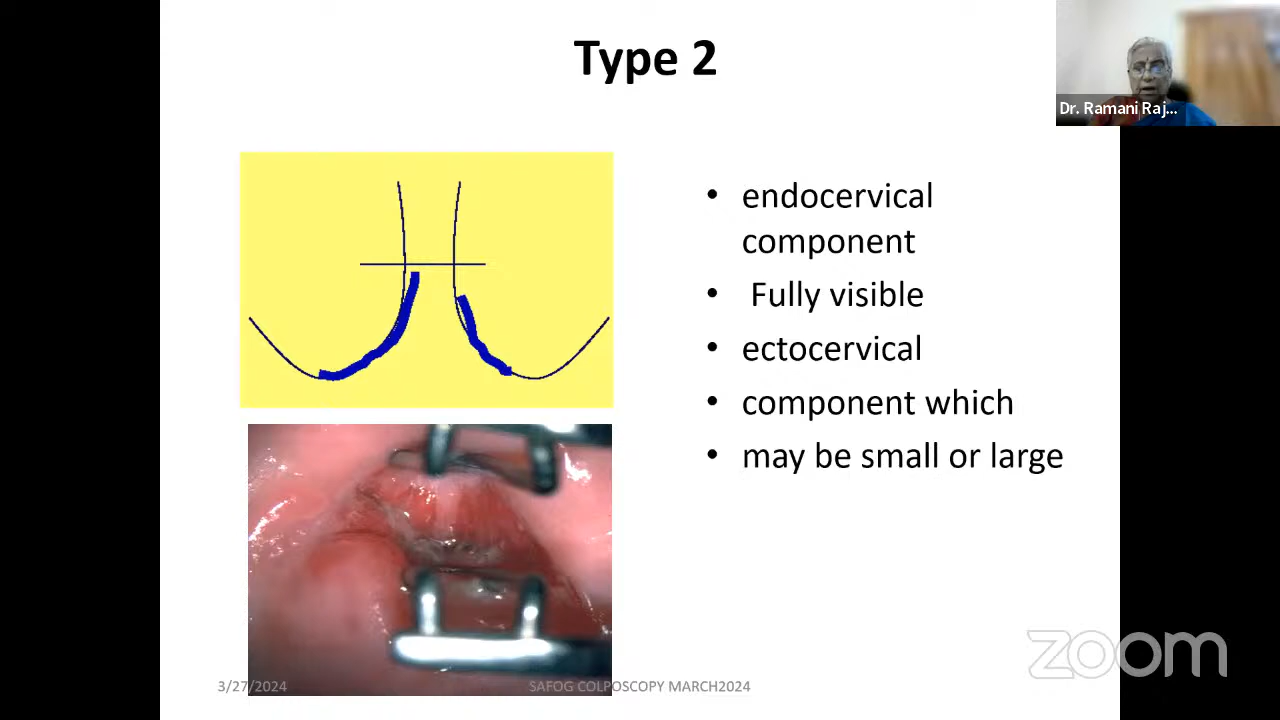 Type 2
Dr. Ramani Raj...
• endocervical
component
• Fully visible
• ectocervical
• component which
• may be small or large
3/27/2024
SAFOG COLPOSCOPY MARCH2024
zoom